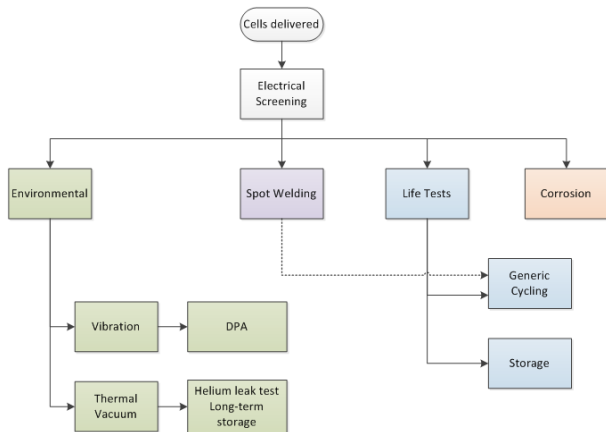 Cells delivered
Electrical
Screening
Environmental
Spot Welding
Life Tests
Corrosion
Generic
Cycling
Vibration
DPA
Storage
Thermal
Vacuum
Helium leak test
Long-term
storage